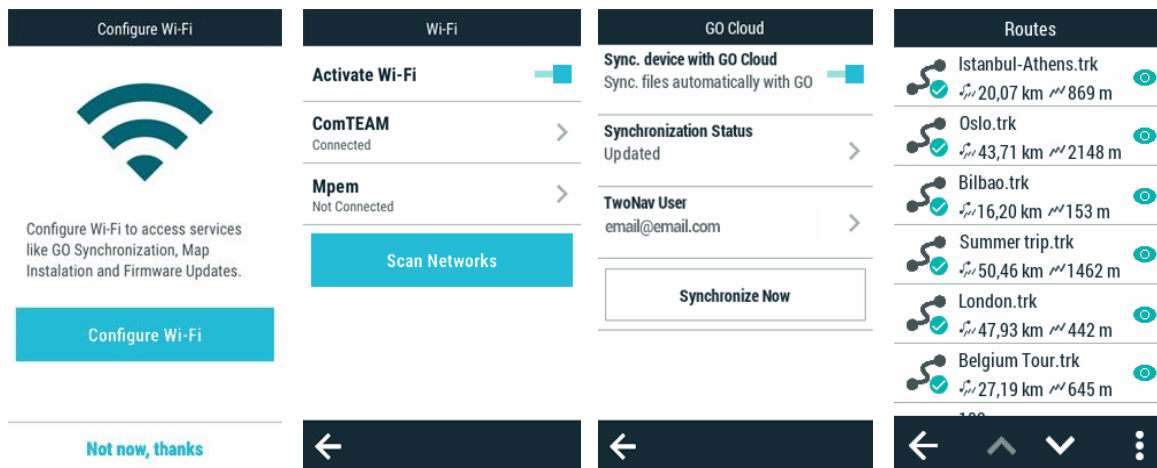 Configure Wi-Fi
Configure Wi-Fi to access services
like GO Synchronization, Map
Instalation and Firmware Updates.
Configure Wi-Fi
Not now, thanks
Wi-Fi
Activate Wi-Fi
ComTEAM
Connected
Mpem
Not Connected
Scan Networks
GO Cloud
Sync. device with GO Cloud
Sync. files automatically with GO
Synchronization Status
Updated
TwoNav User
email@email.com
Synchronize Now
Routes
Istanbul-Athens.trk
20,07 km 869 m
Oslo.trk
43,71 km 2148 m
Bilbao.trk
16,20 km 153 m
Summer trip.trk
50,46 km 1462 m
London.trk
47,93 km 442 m
Belgium Tour.trk
27,19 km 645 m